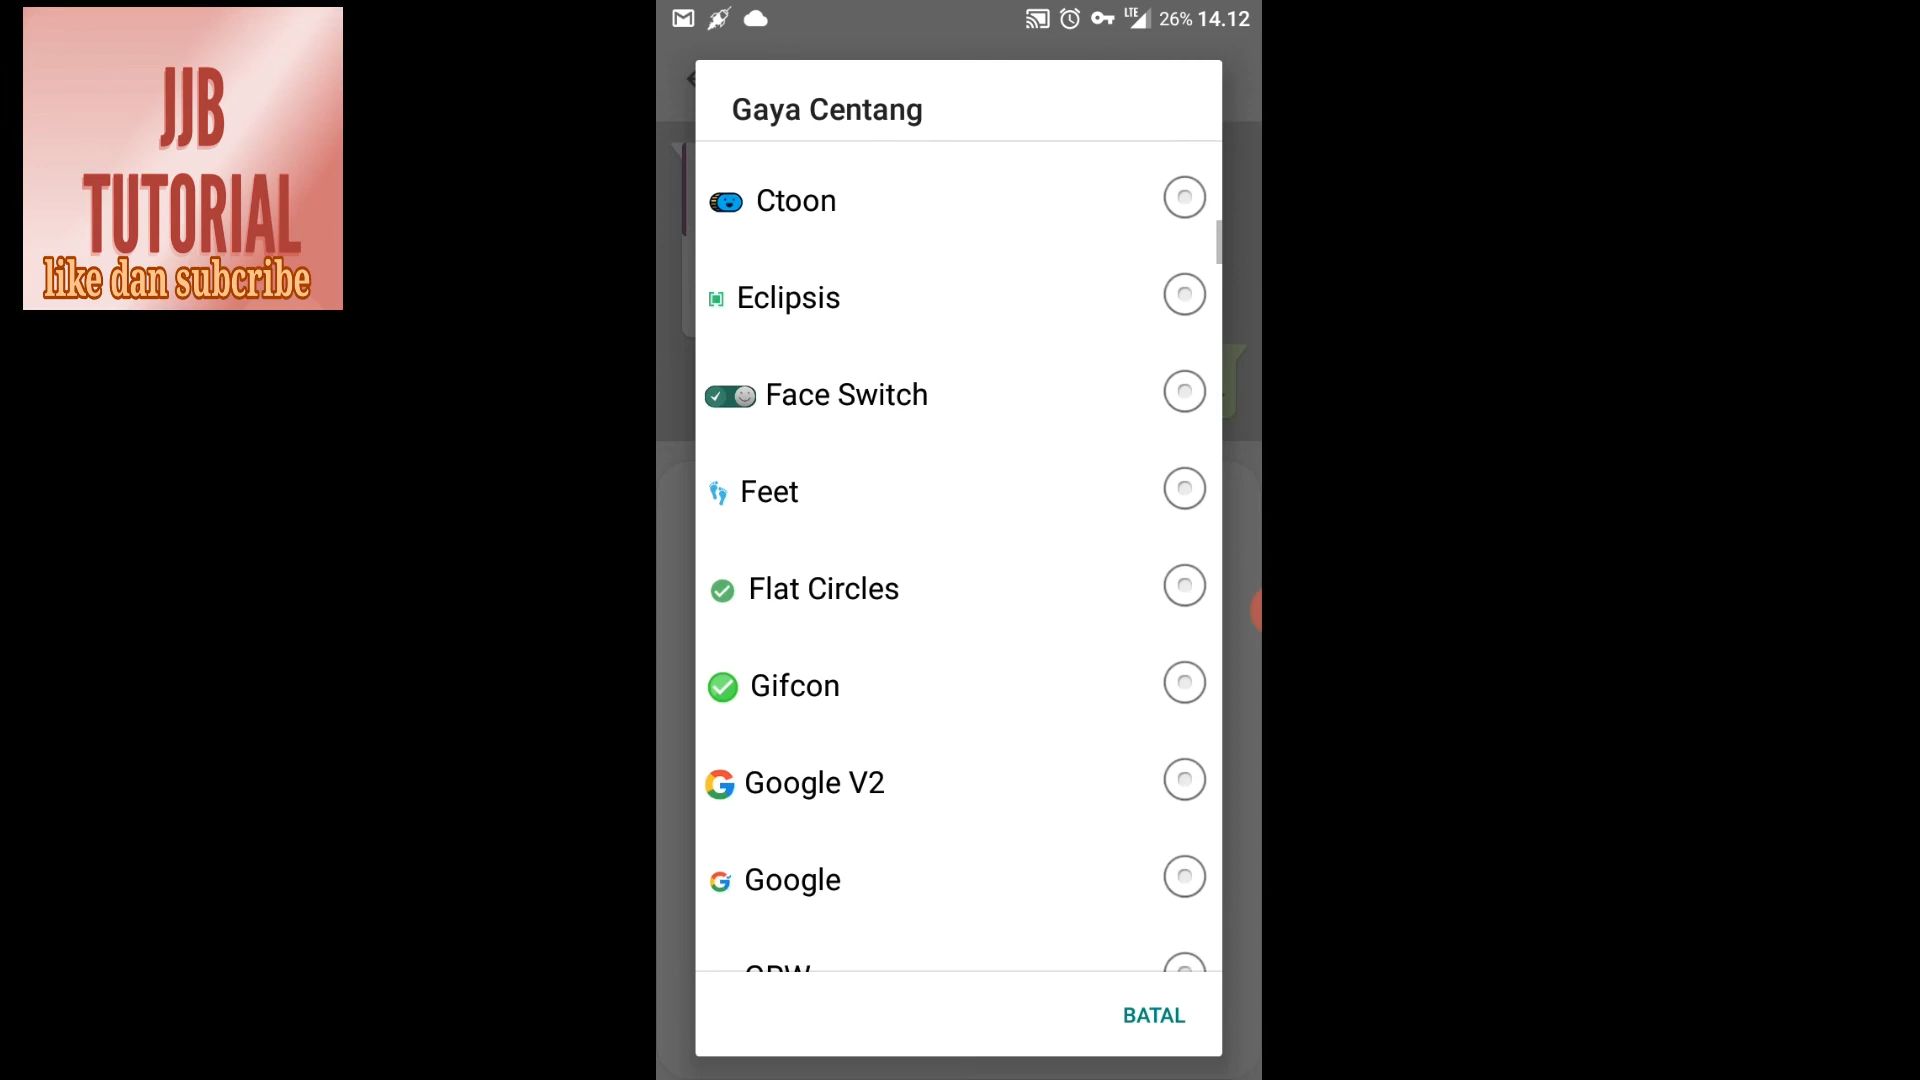 JJB
TUTORIAL
like dan subcribe
LTE 26% 14.12
Gaya Centang
Ctoon
Eclipsis
Face Switch
Feet
Flat Circles
Gifcon
Google V2
Google
BATAL